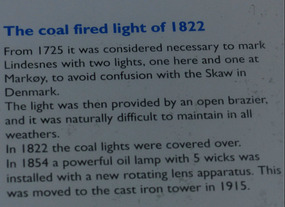 The coal fired light of 1822
From 1725 it was considered necessary to mark
Lindesnes with two lights, one here and one at
Markøy, to avoid confusion with the Skaw in
Denmark.
The light was then provided by an open brazier,
and it was naturally difficult to maintain in all
weathers.
In 1822 the coal lights were covered over.
In 1854 a powerful oil lamp with 5 wicks was
installed with a new rotating lens apparatus. This
was moved to the cast iron tower in 1915.